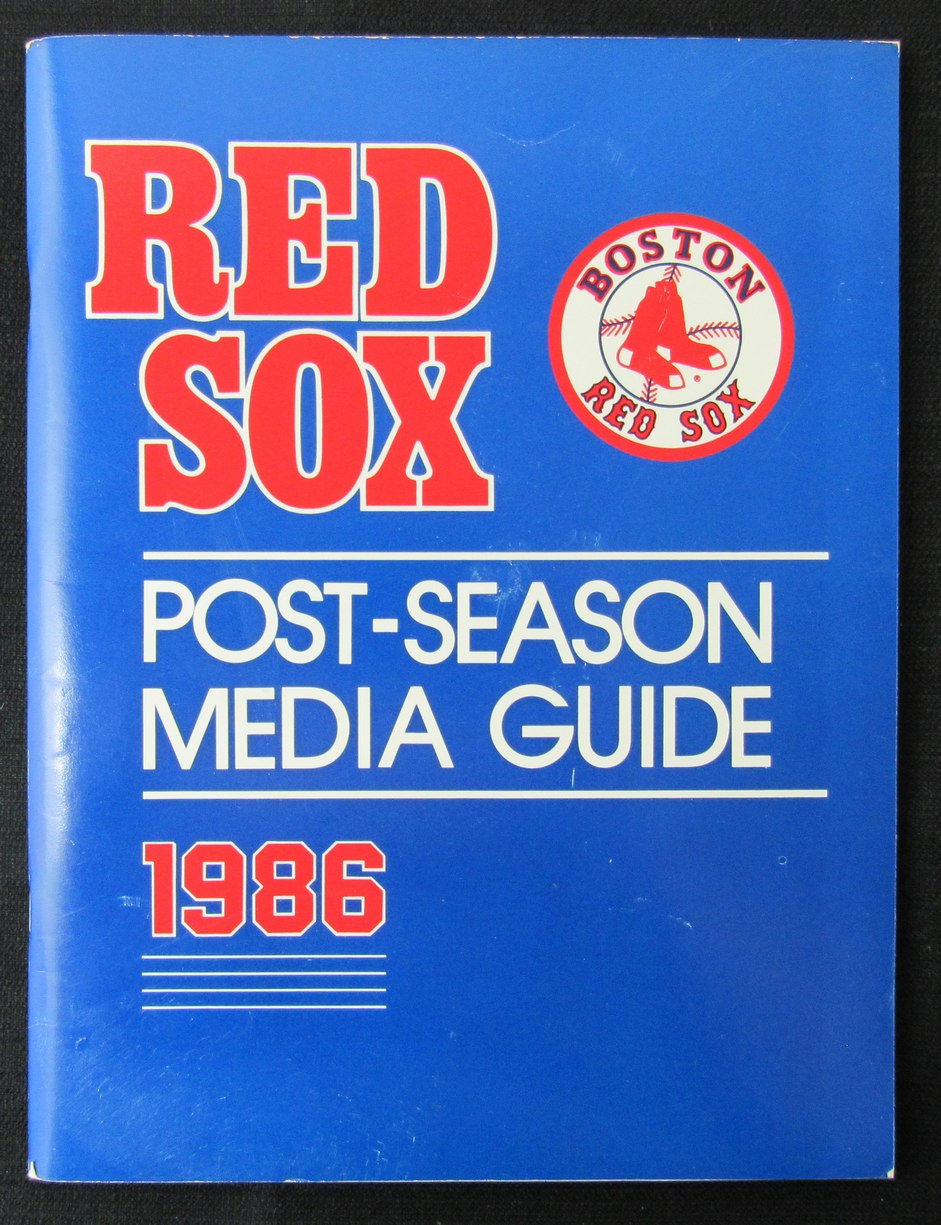 RED
SOX
BOSTON
RED SOX
®
POST-SEASON
MEDIA GUIDE
1986